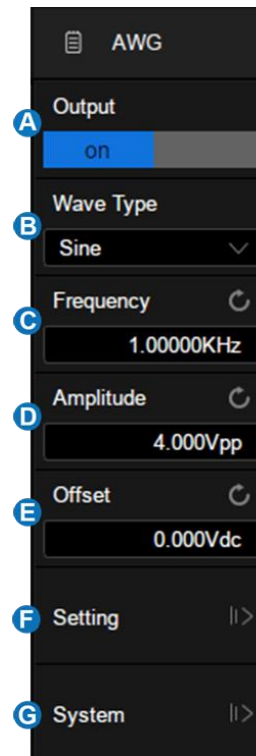 AWG
A
Output
on
B
Wave Type
Sine
C
Frequency
1.00000KHz
D
Amplitude
4.000Vpp
E
Offset
0.000Vdc
F
Setting
G
System